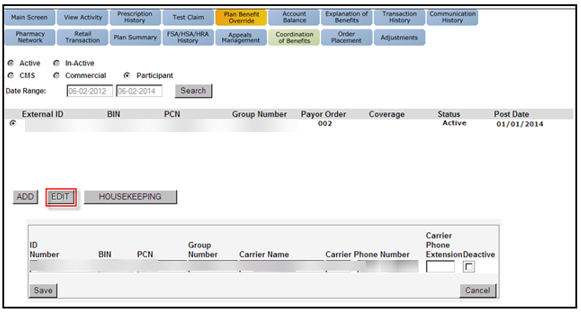 Main Screen View Activity Prescription History Test Claim Plan Benefit Override Account Balance Explanation of Benefits Transaction History Communication History
Pharmacy Network Retail Transaction Plan Summary FSA/HSA/HRA History Appeals Management Coordination of Benefits Order Placement Adjustments
Active In-Active
CMS Commercial Participant
Date Range: 06-02-2012 06-02-2014 Search
External ID BIN PCN Group Number Payor Order Coverage Status Post Date
002 Active 01/01/2014
ADD EDIT HOUSEKEEPING
ID Number BIN PCN Group Number Carrier Name Carrier Phone Number Carrier Phone Extension Deactive
Save Cancel